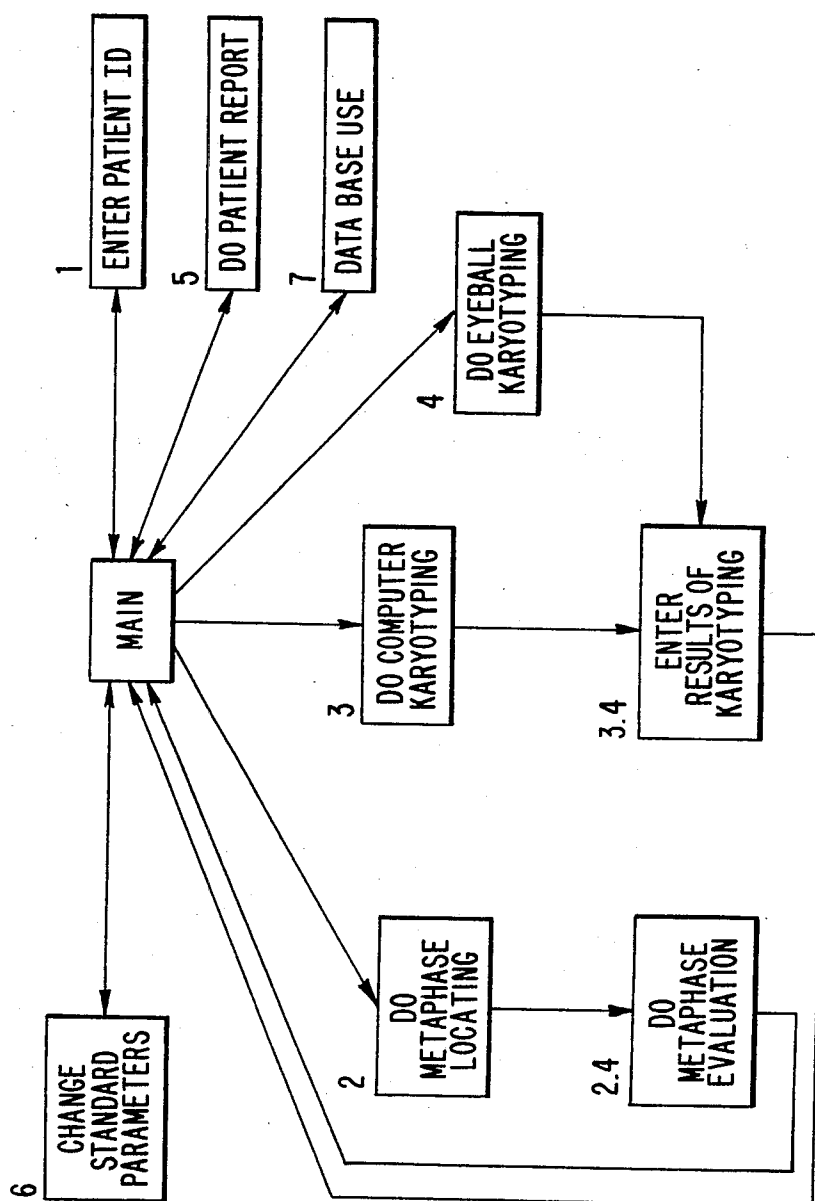 6
CHANGE
STANDARD
PARAMETERS
MAIN
1
ENTER PATIENT ID
5
DO PATIENT REPORT
7
DATA BASE USE
2
DO
METAPHASE
LOCATING
3
DO COMPUTER
KARYOTYPING
4
DO EYEBALL
KARYOTYPING
2.4
DO
METAPHASE
EVALUATION
3.4
ENTER
RESULTS OF
KARYOTYPING